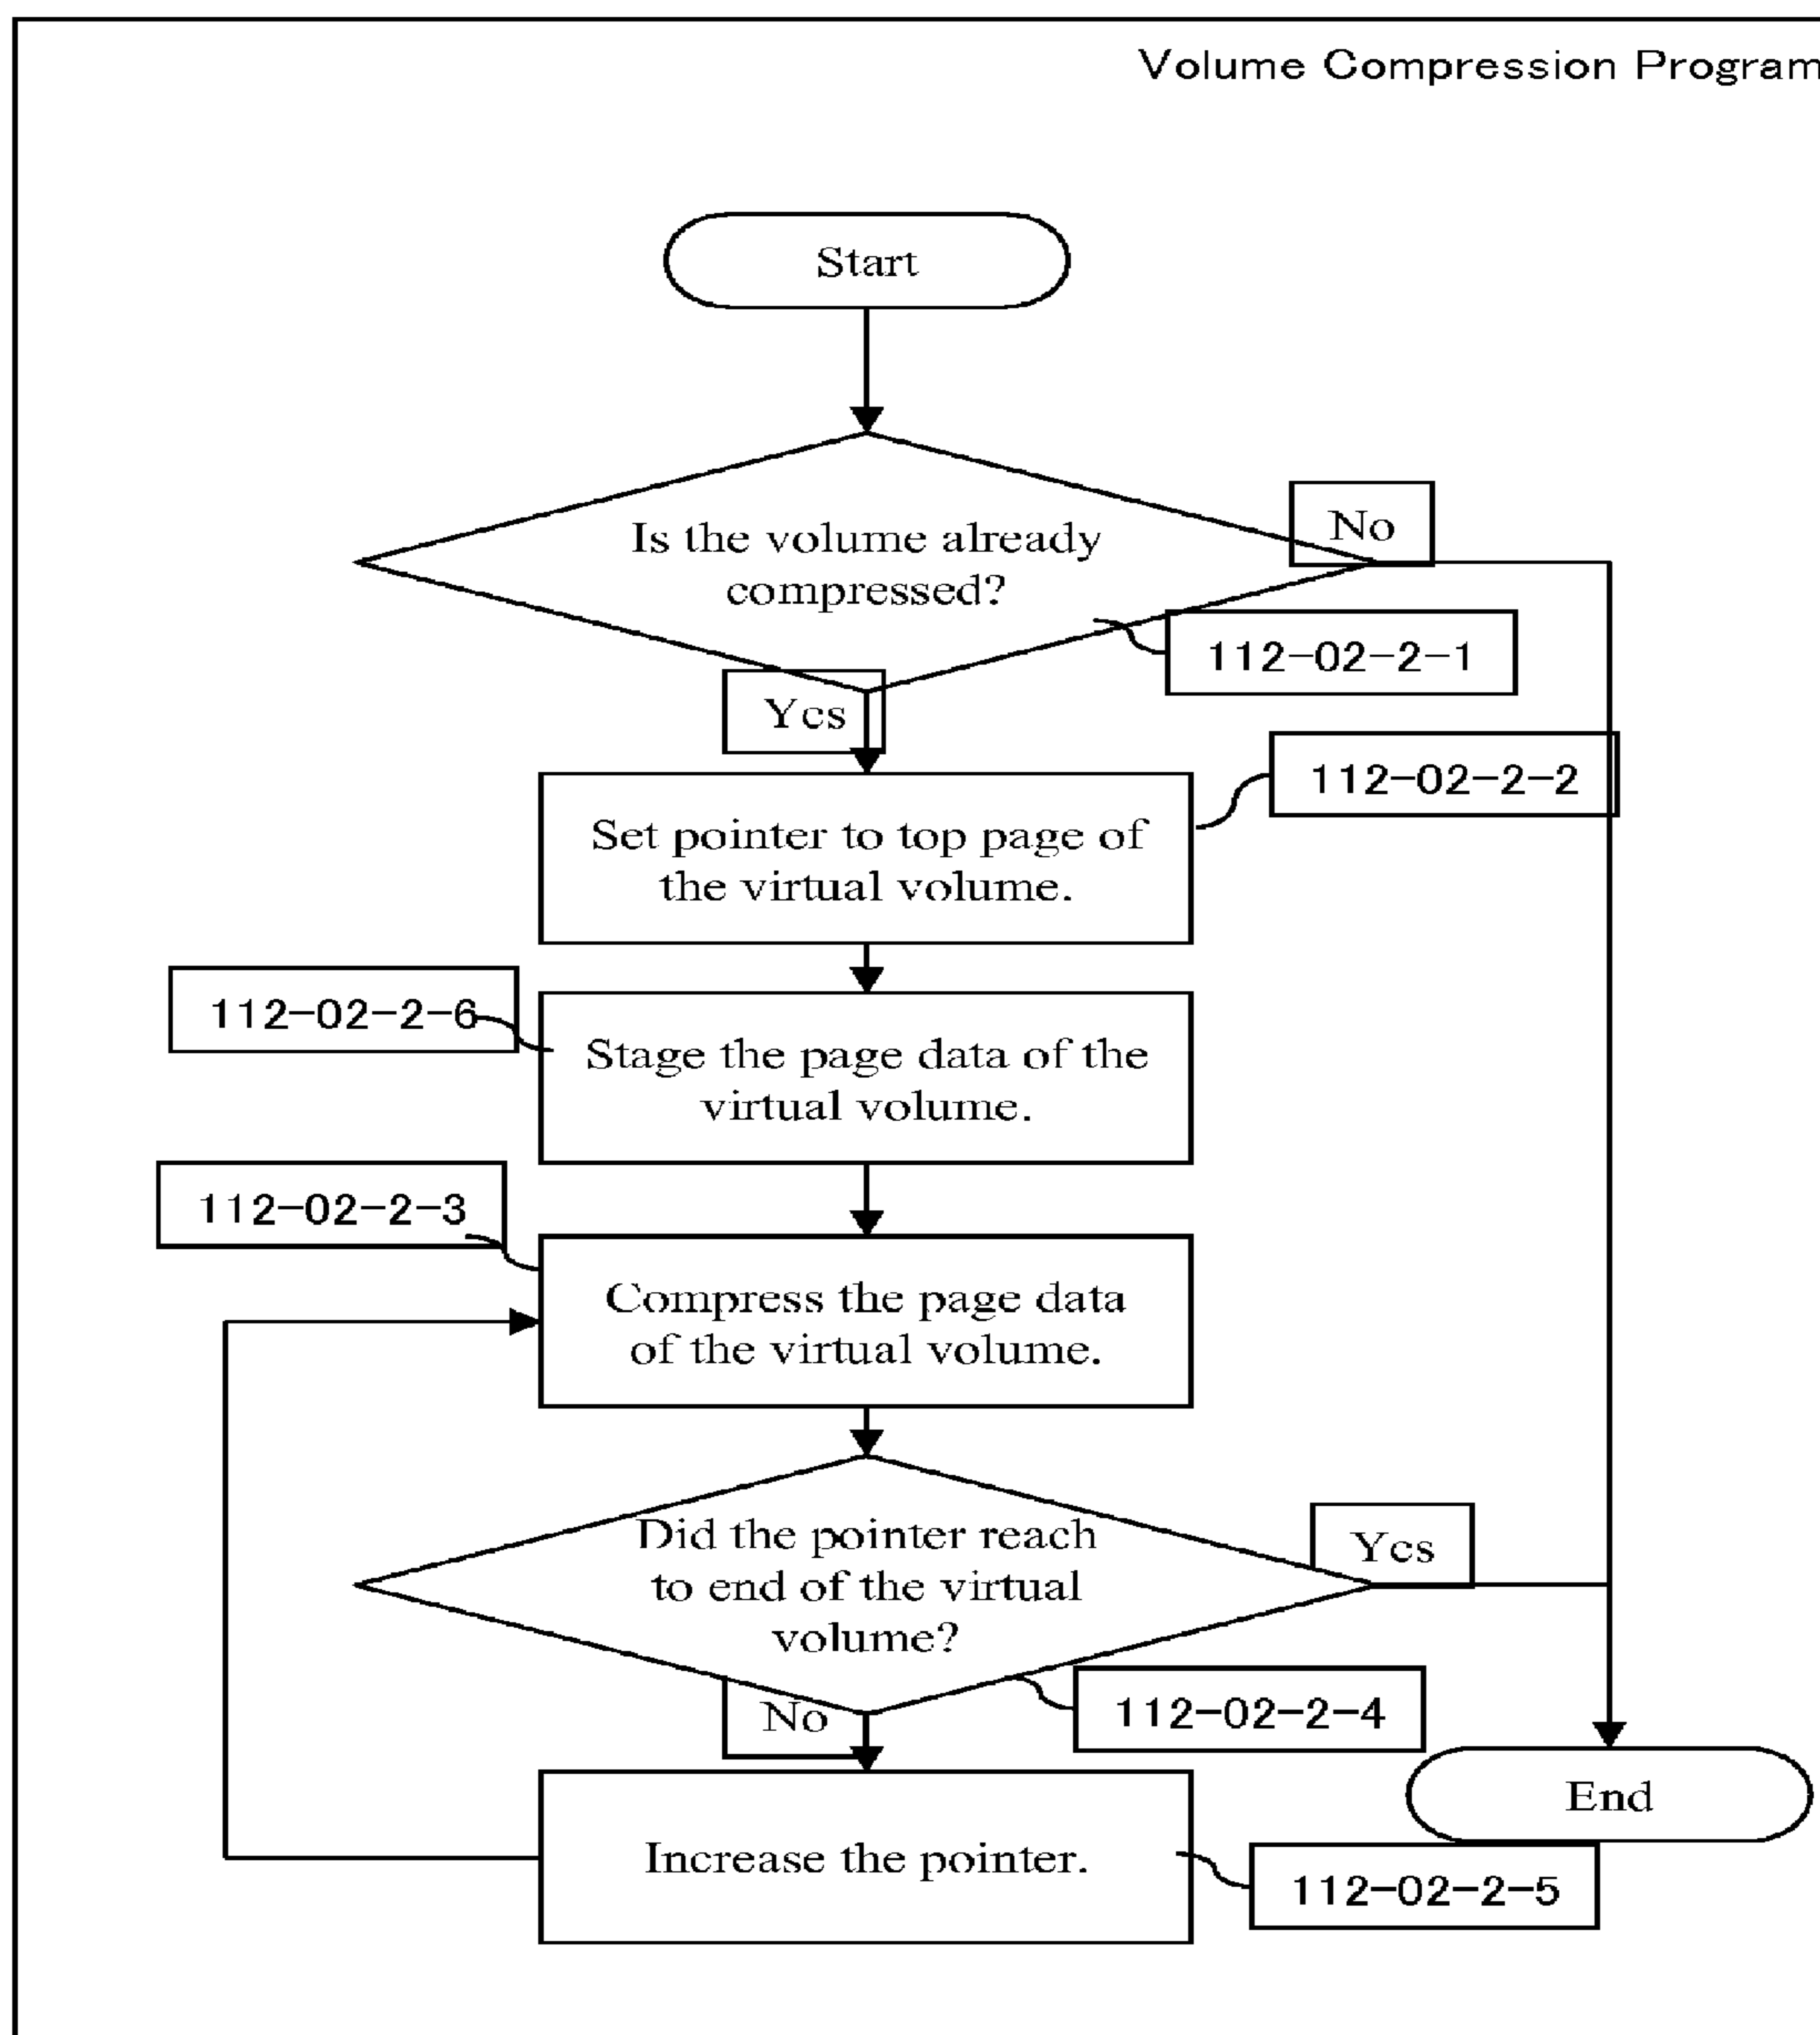 Volume Compression Program
Start
Is the volume already
compressed?
No
112-02-2-1
Yes
112-02-2-2
Set pointer to top page of
the virtual volume.
112-02-2-6
Stage the page data of the
virtual volume.
112-02-2-3
Compress the page data
of the virtual volume.
Did the pointer reach
to end of the virtual
volume?
Yes
112-02-2-4
No
End
Increase the pointer.
112-02-2-5